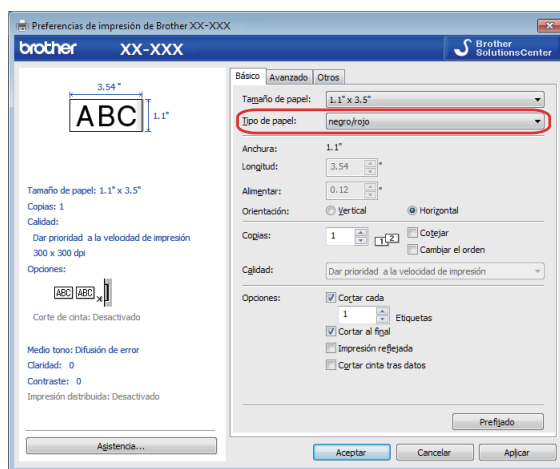 Preferencias de impresión de Brother XX-XXX
brother XX-XXX
Brother
SolutionsCenter
3.54 "
ABC
1.1"
Tamaño de papel: 1.1" x 3.5"
Copias: 1
Calidad:
Dar prioridad a la velocidad de impresión
300 x 300 dpi
Opciones:
ABC ABC
Corte de cinta: Desactivado
Medio tono: Difusión de error
Claridad: 0
Contraste: 0
Impresión distribuida: Desactivado
Asistencia...
Básico Avanzado Otros
Tamaño de papel: 1.1" x 3.5"
Tipo de papel: negro/rojo
Anchura: 1.1"
Longitud: 3.54 "
Alimentar: 0.12 "
Orientación: Vertical Horizontal
Copias: 1 1 2 Cotejar
Cambiar el orden
Calidad: Dar prioridad a la velocidad de impresión
Opciones: Cortar cada
1 Etiquetas
Cortar al final
Impresión reflejada
Cortar cinta tras datos
Prefijado
Aceptar Cancelar Aplicar